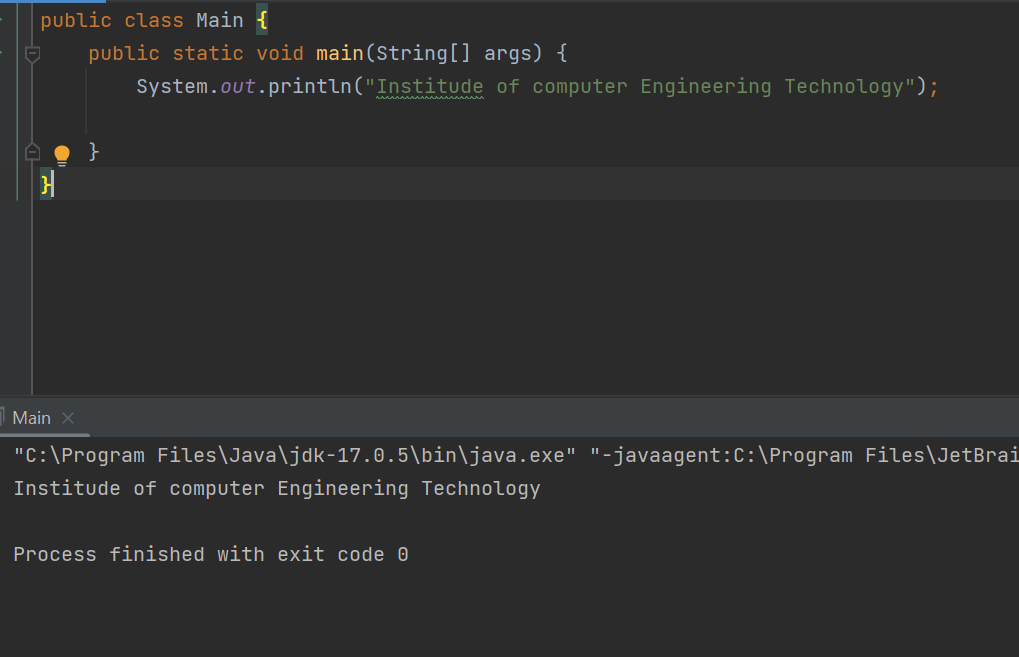 public class Main {
public static void main(String[] args) {
System.out.println("Institude of computer Engineering Technology");
}
}
Main
"C:\Program Files\Java\jdk-17.0.5\bin\java.exe" "-javaagent:C:\Program Files\JetBrai
Institude of computer Engineering Technology
Process finished with exit code 0